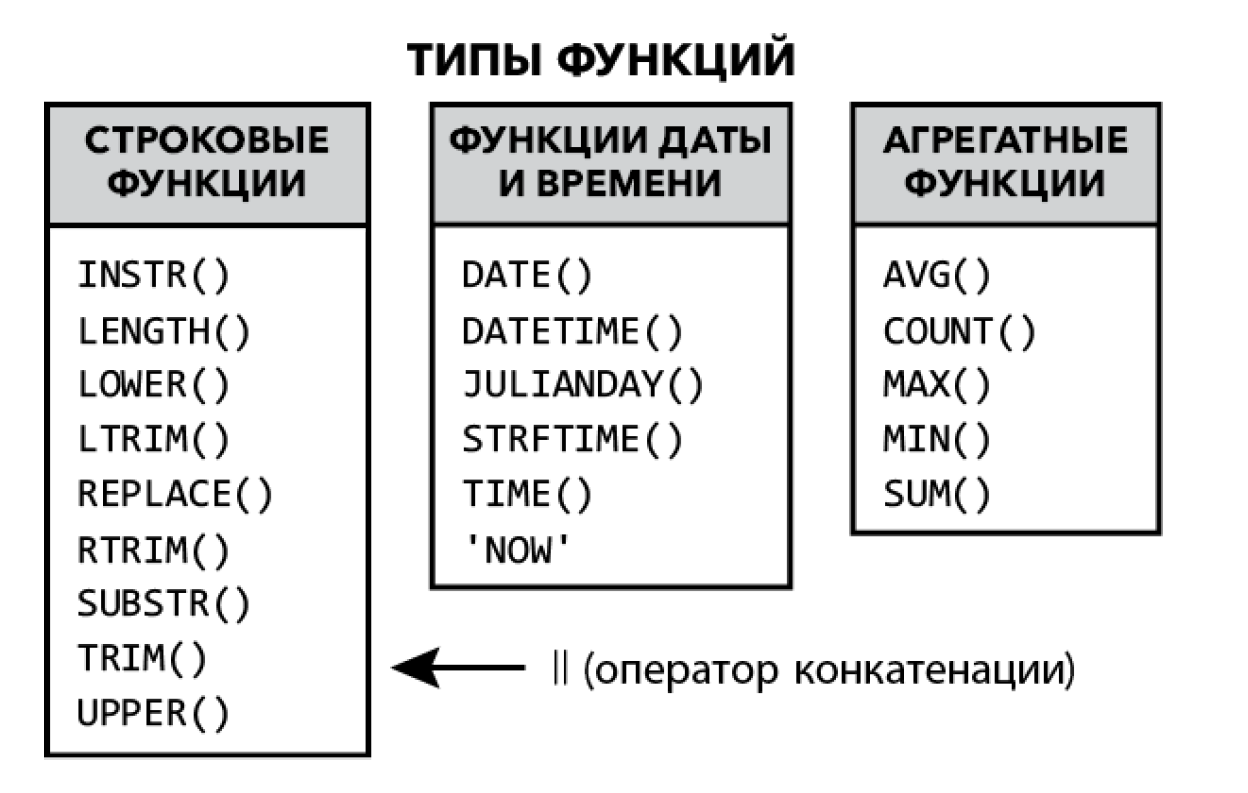 ТИПЫ ФУНКЦИЙ
СТРОКОВЫЕ
ФУНКЦИИ
INSTR()
LENGTH()
LOWER()
LTRIM()
REPLACE()
RTRIM()
SUBSTR()
TRIM()
UPPER()
ФУНКЦИИ ДАТЫ
И ВРЕМЕНИ
DATE()
DATETIME()
JULIANDAY()
STRFTIME()
TIME()
'NOW'
АГРЕГАТНЫЕ
ФУНКЦИИ
AVG()
COUNT()
MAX()
MIN()
SUM()
|| (оператор конкатенации)